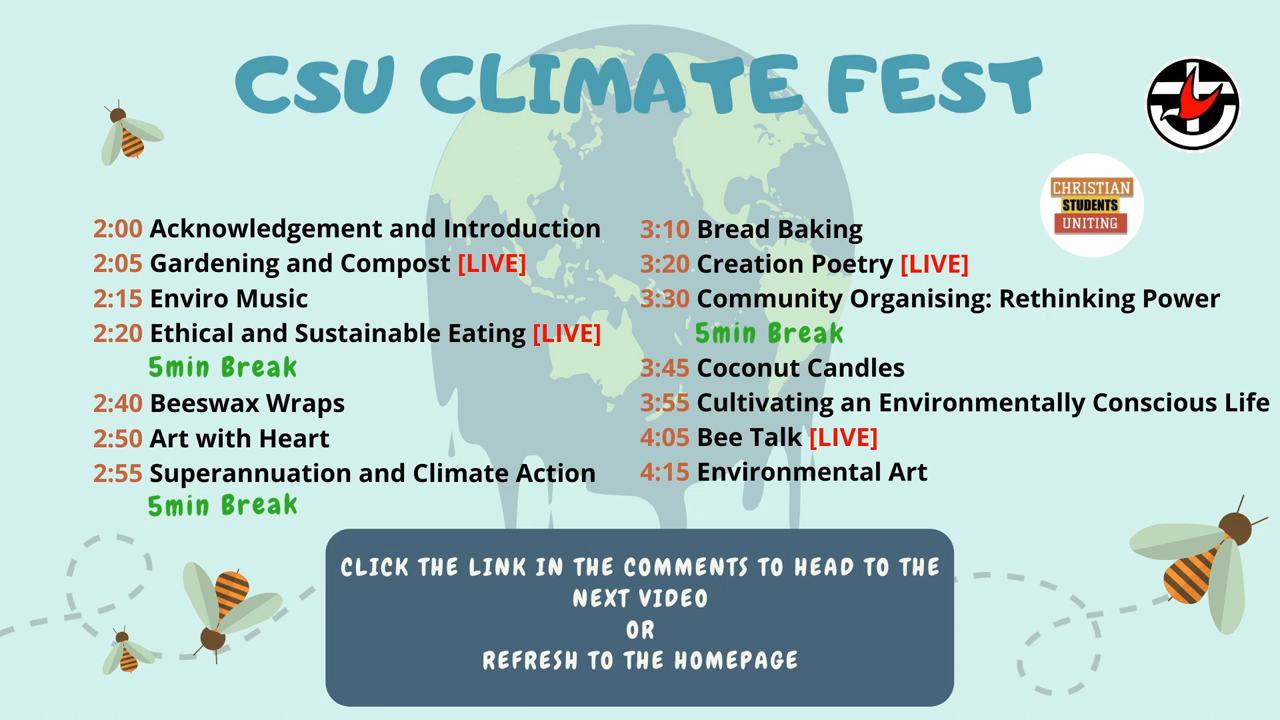 CSU CLIMATE FEST
CHRISTIAN
STUDENTS
UNITING
2:00 Acknowledgement and Introduction
2:05 Gardening and Compost [LIVE]
2:15 Enviro Music
2:20 Ethical and Sustainable Eating [LIVE]
5min Break
2:40 Beeswax Wraps
2:50 Art with Heart
2:55 Superannuation and Climate Action
5min Break
3:10 Bread Baking
3:20 Creation Poetry [LIVE]
3:30 Community Organising: Rethinking Power
5min Break
3:45 Coconut Candles
3:55 Cultivating an Environmentally Conscious Life
4:05 Bee Talk [LIVE]
4:15 Environmental Art
CLICK THE LINK IN THE COMMENTS TO HEAD TO THE
NEXT VIDEO
OR
REFRESH TO THE HOMEPAGE